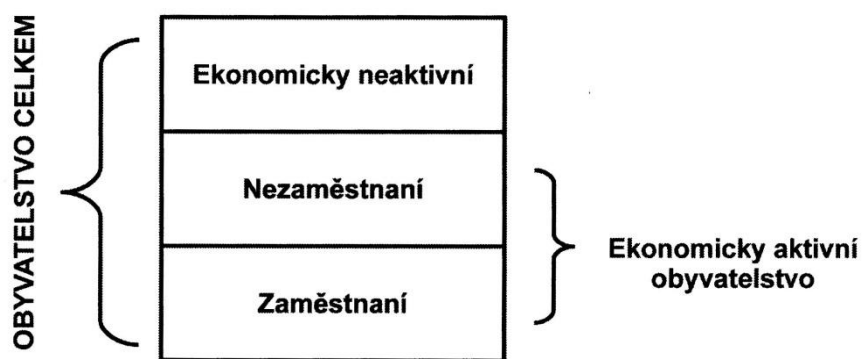 OBYVATELSTVO CELKEM
Ekonomicky neaktivní
Nezaměstnaní
Zaměstnaní
Ekonomicky aktivní
obyvatelstvo